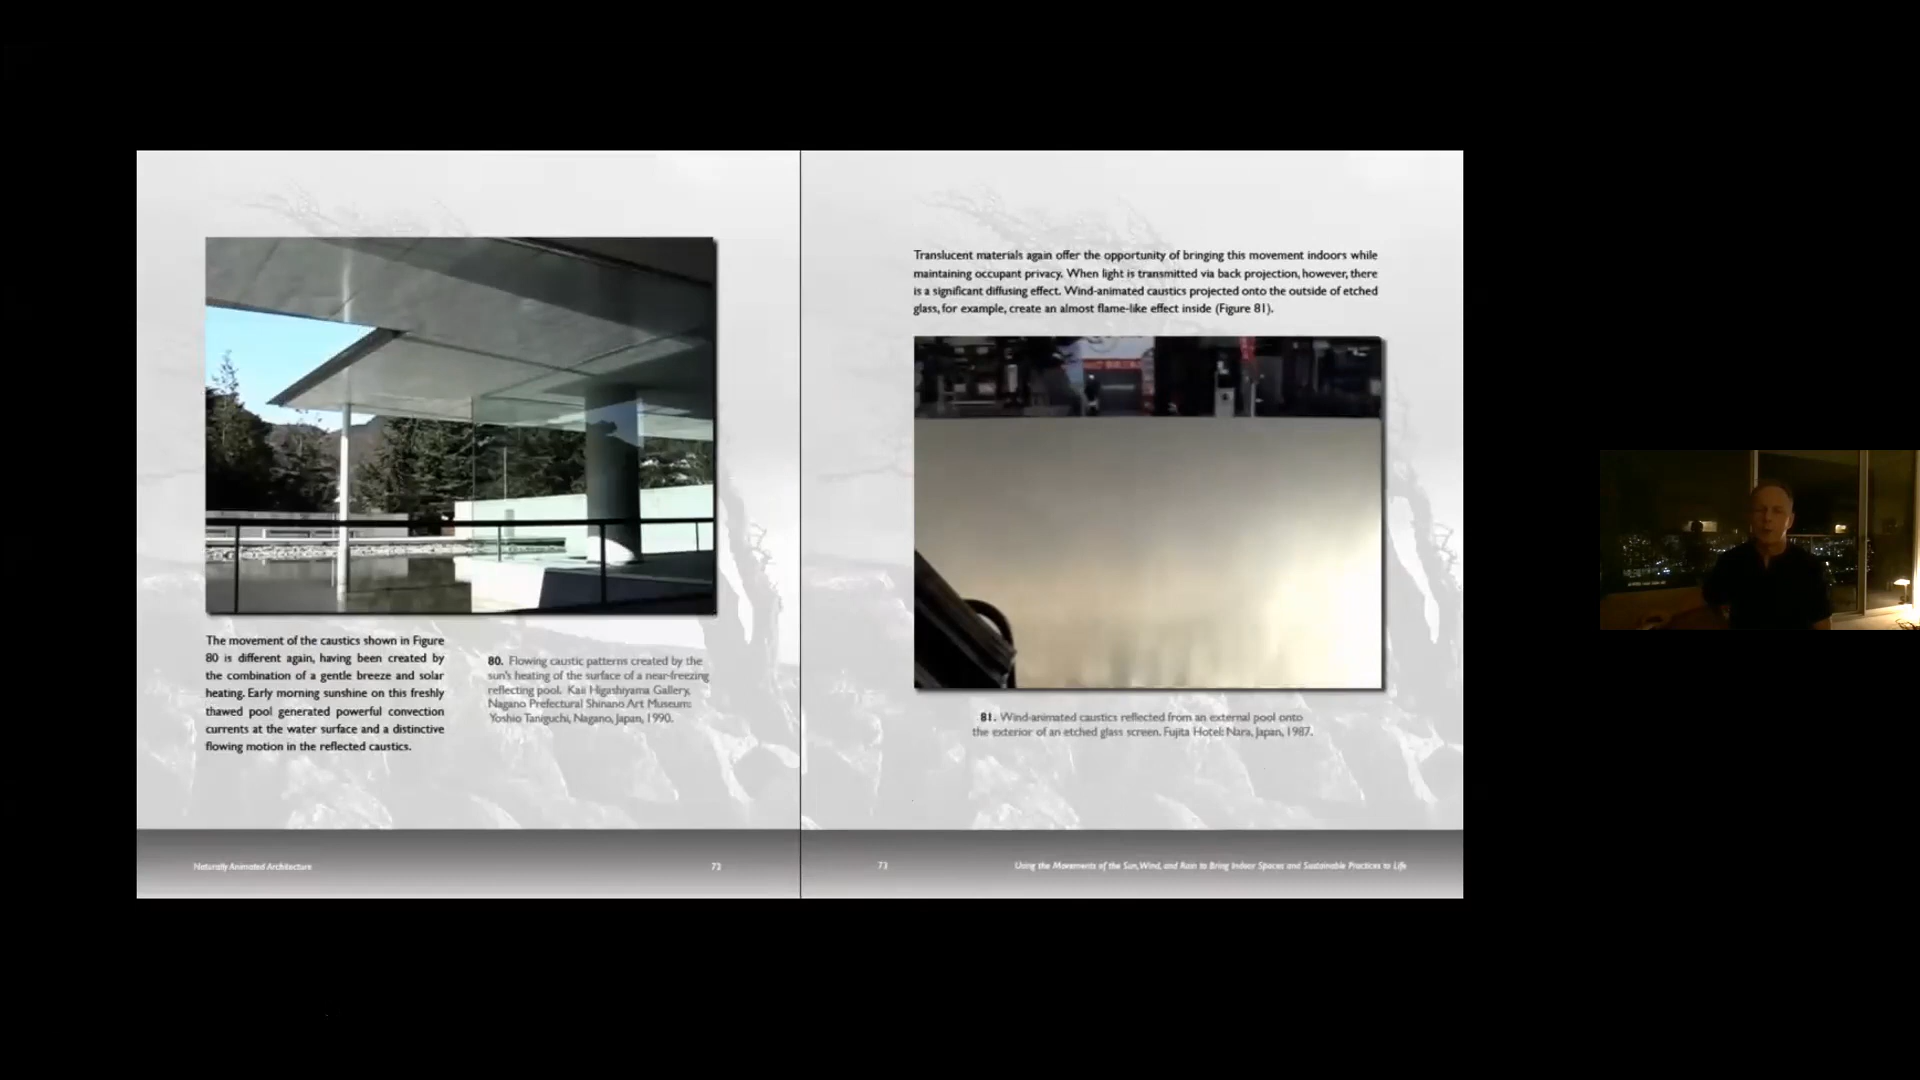 The movement of the caustics shown in Figure
80 is different again, having been created by
the combination of a gentle breeze and solar
heating. Early morning sunshine on this freshly
thawed pool generated powerful convection
currents at the water surface and a distinctive
flowing motion in the reflected caustics.
80. Flowing caustic patterns created by the
sun's heating of the surface of a near-freezing
reflecting pool. Kaii Higashiyama Gallery,
Nagano Prefectural Shinano Art Museum:
Yoshio Taniguchi, Nagano, Japan, 1990.
Naturally Animated Architecture
72
Translucent materials again offer the opportunity of bringing this movement indoors while
maintaining occupant privacy. When light is transmitted via back projection, however, there
is a significant diffusing effect. Wind-animated caustics projected onto the outside of etched
glass, for example, create an almost flame-like effect inside (Figure 81).
81. Wind-animated caustics reflected from an external pool onto
the exterior of an etched glass screen. Fujita Hotel: Nara, Japan, 1987.
73
Using the Movements of the Sun, Wind, and Rain to Bring Indoor Spaces and Sustainable Practices to Life